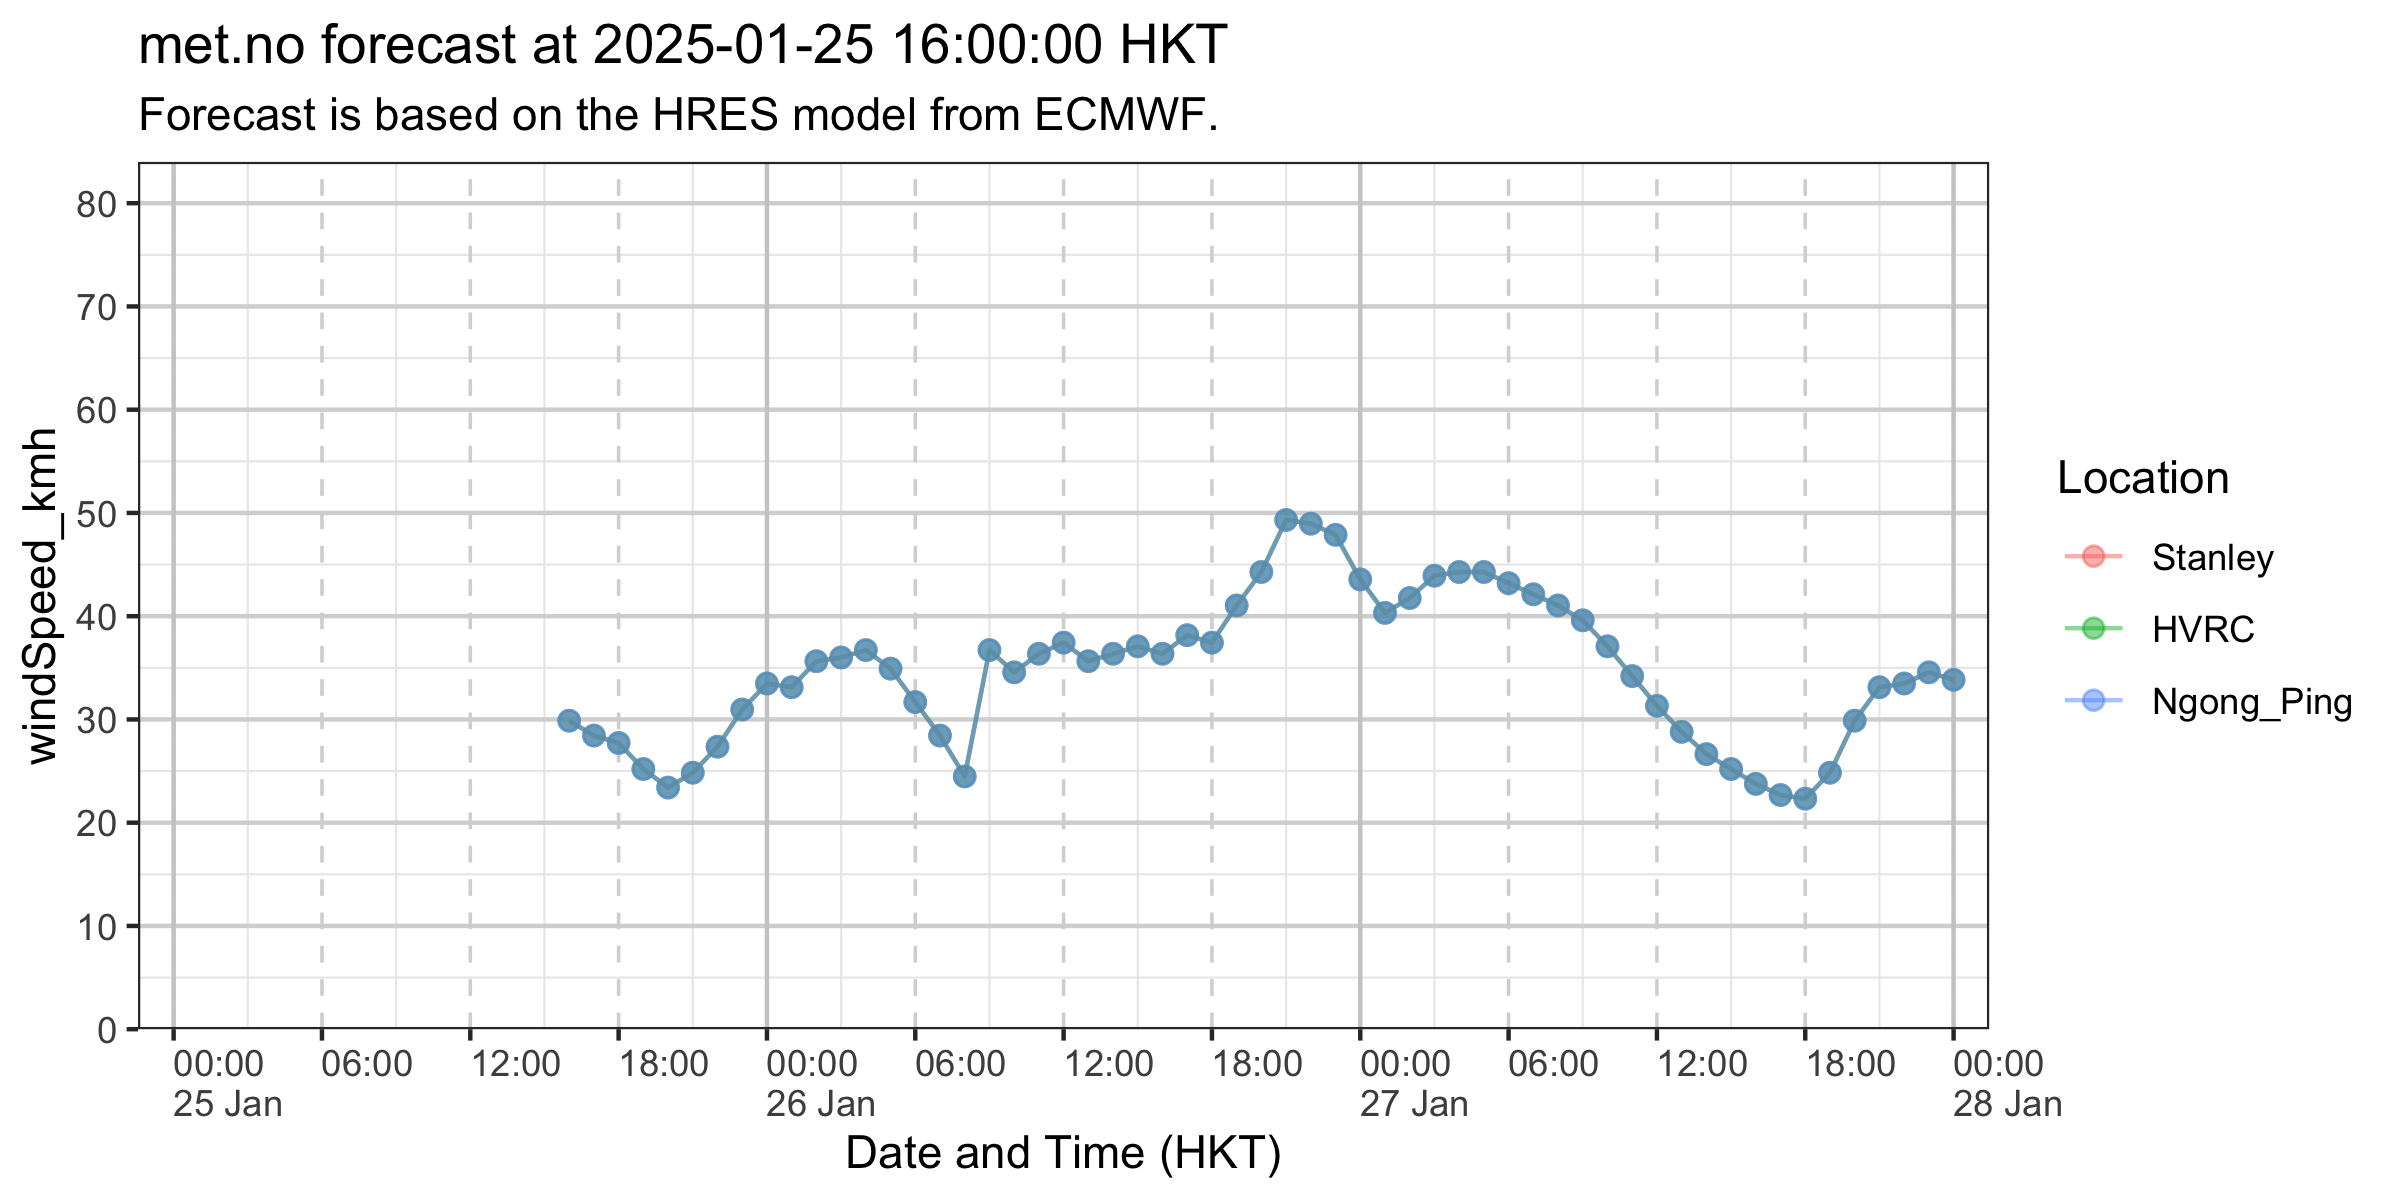 met.no forecast at 2025-01-25 16:00:00 HKT
Forecast is based on the HRES model from ECMWF.
windSpeed_kmh
80
70
60
50
40
30
20
10
0
00:00 06:00 12:00 18:00 00:00 06:00 12:00 18:00 00:00 06:00 12:00 18:00 00:00
25 Jan 26 Jan 27 Jan 28 Jan
Date and Time (HKT)
Location
Stanley
HVRC
Ngong_Ping